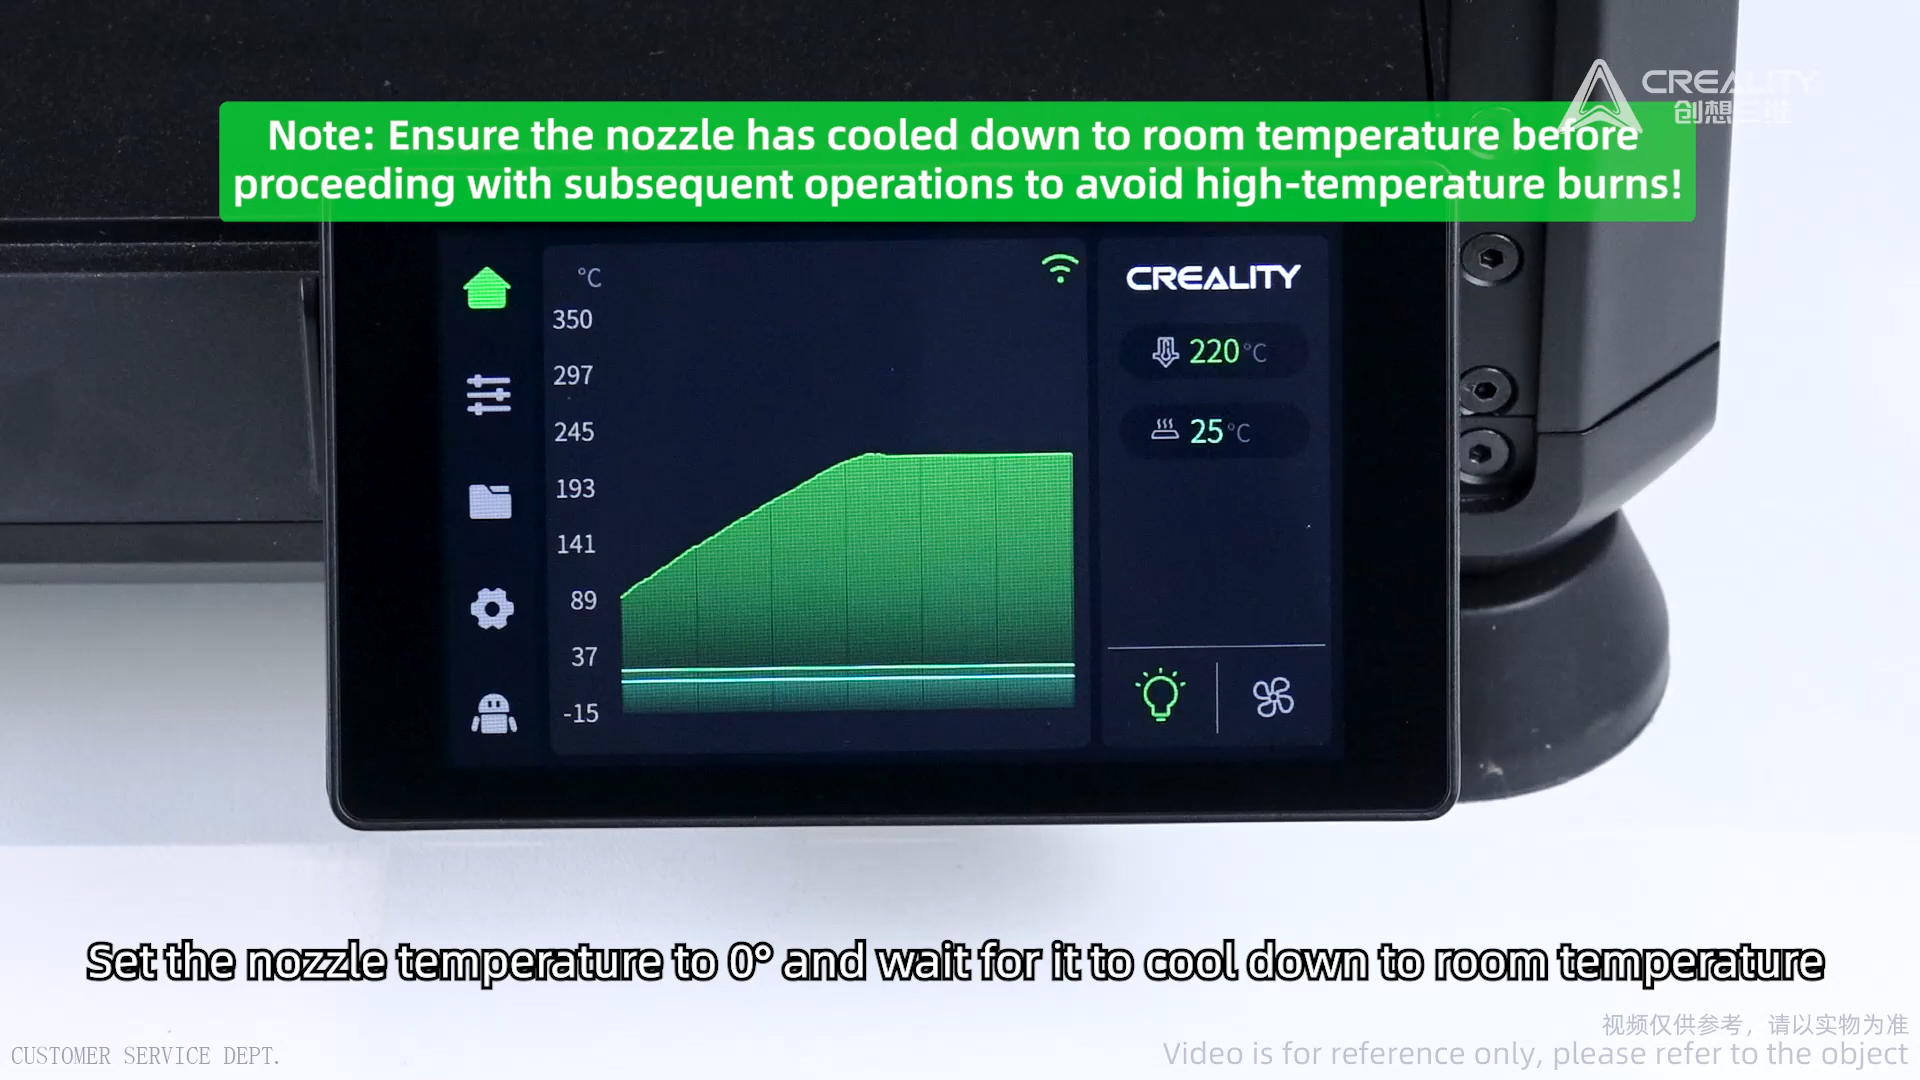 CREALITY
创想三维
Note: Ensure the nozzle has cooled down to room temperature before
proceeding with subsequent operations to avoid high-temperature burns!
°C
350
297
245
193
141
89
37
-15
CREALITY
220°C
25°C
Set the nozzle temperature to 0° and wait for it to cool down to room temperature
视频仅供参考，请以实物为准
CUSTOMER SERVICE DEPT.
Video is for reference only, please refer to the object